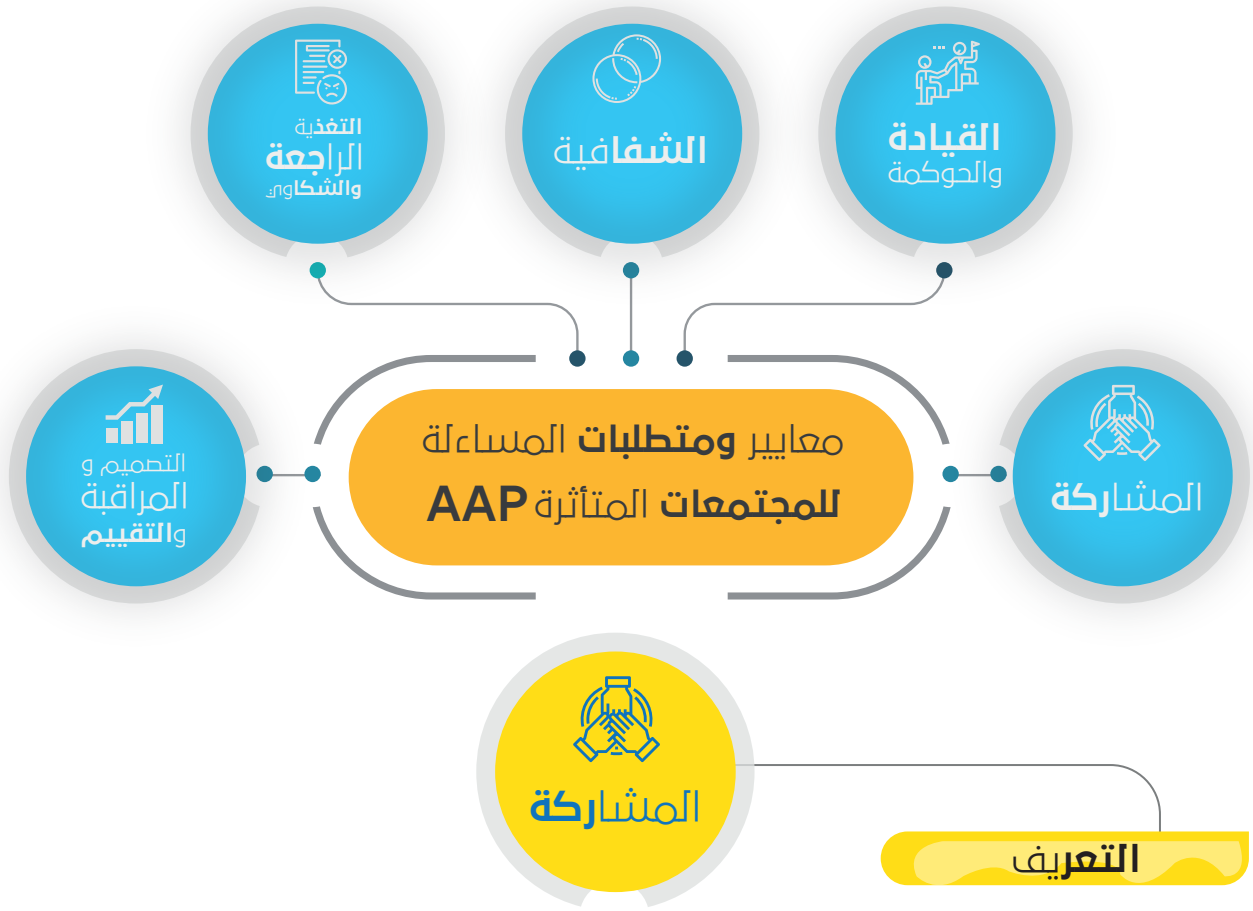 القيادة
والحوكمة
الشفافية
التغذية
الراجعة
والشكاوى
المشاركة
معايير ومتطلبات المساءلة
للمجتمعات المتأثرة AAP
التصميم و
المراقبة
والتقييم
المشاركة
التعريف